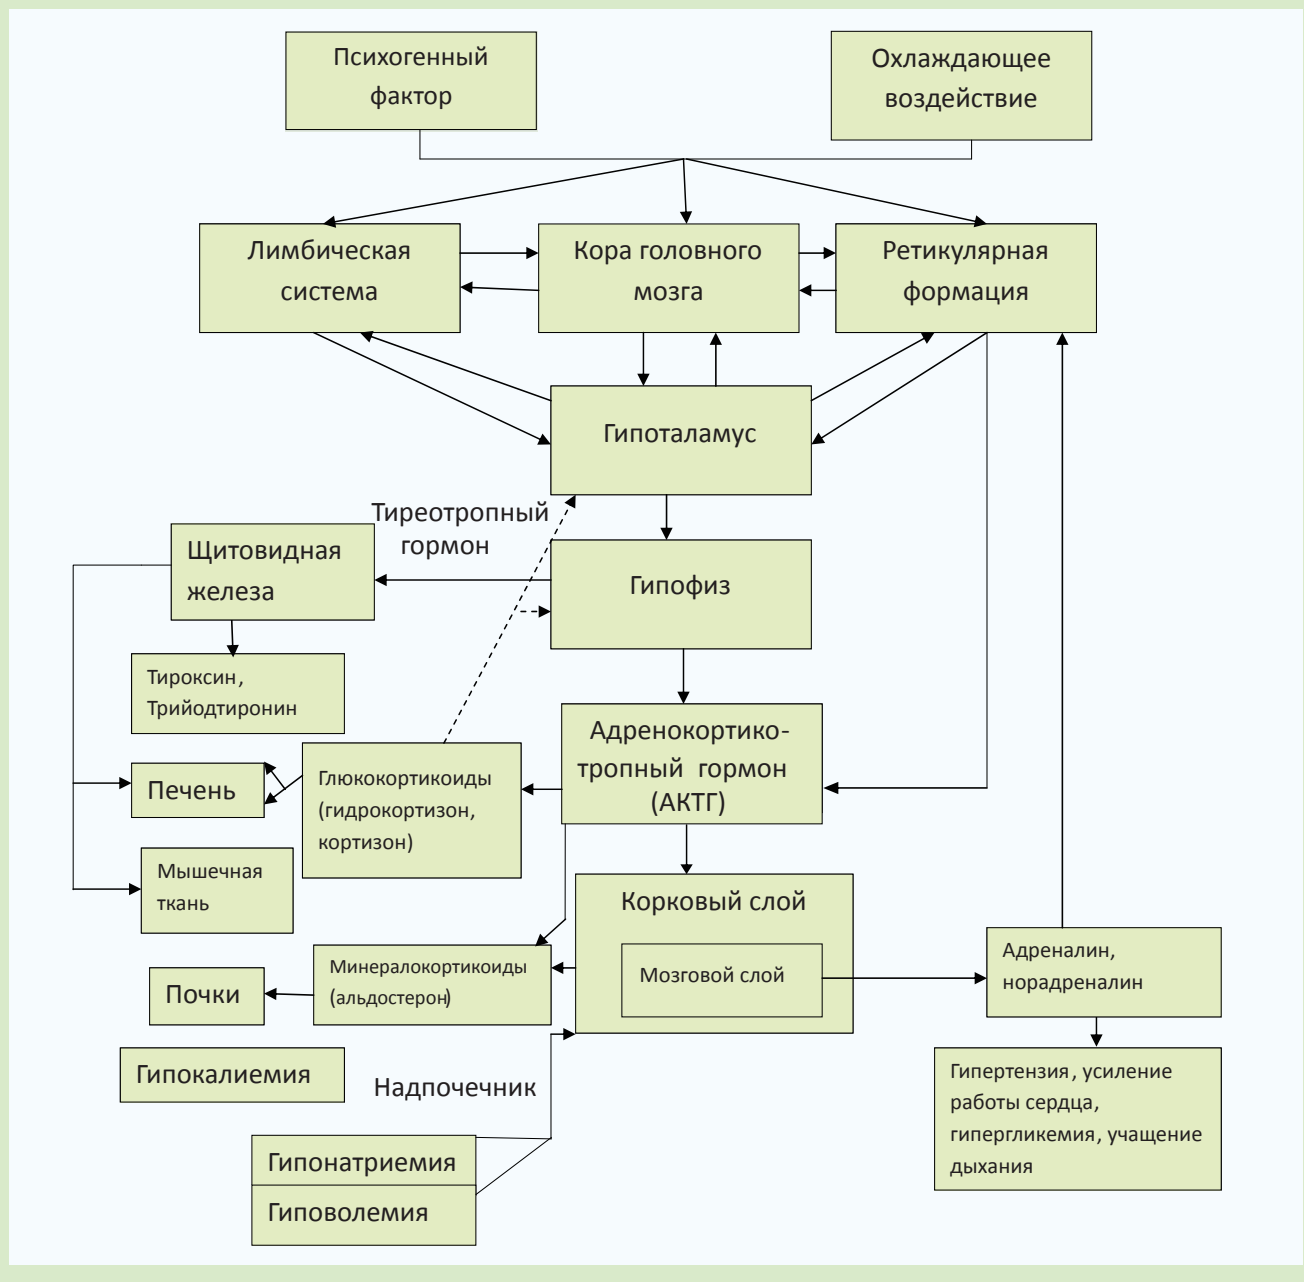 Психогенный
фактор
Охлаждающее
воздействие
Лимбическая
система
Кора головного
мозга
Ретикулярная
формация
Гипоталамус
Тиреотропный
гормон
Щитовидная
железа
Гипофиз
Тироксин,
Трийодтиронин
Адренокортико-
тропный гормон
(АКТГ)
Печень
Глюкокортикоиды
(гидрокортизон,
кортизон)
Мышечная
ткань
Корковый слой
Мозговой слой
Адреналин,
норадреналин
Минералокортикоиды
(альдостерон)
Почки
Гипокалиемия
Надпочечник
Гипертензия, усиление
работы сердца,
гипергликемия, учащение
дыхания
Гипонатриемия
Гиповолемия